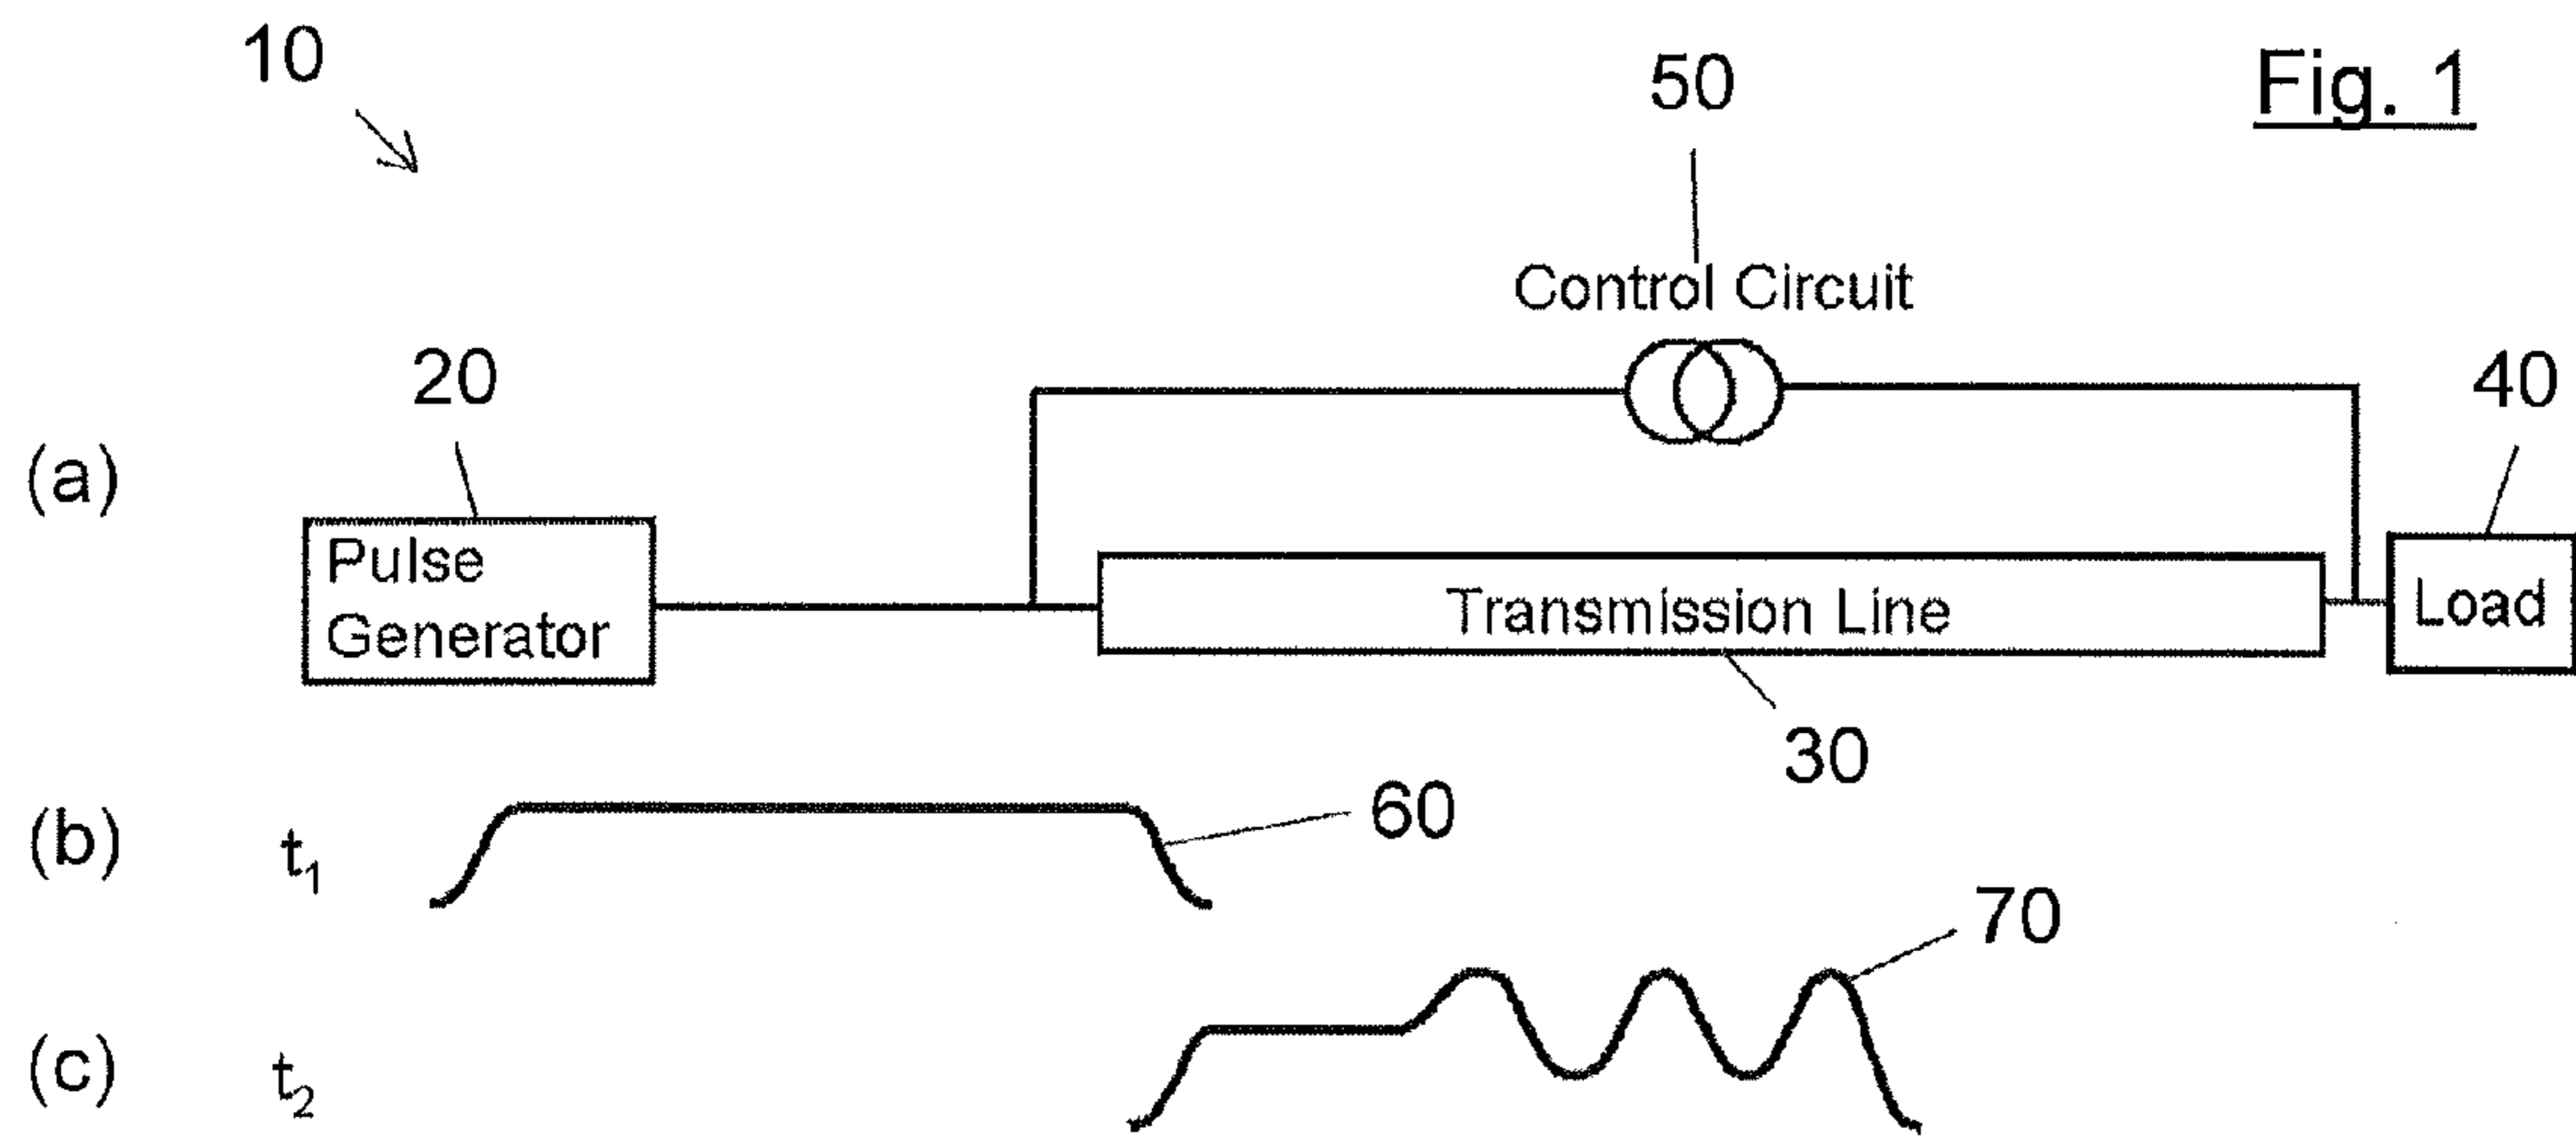 10
Fig. 1
50
Control Circuit
20
40
(a)
Pulse
Generator
Transmission Line
Load
30
(b)
t1
60
70
(c)
t2